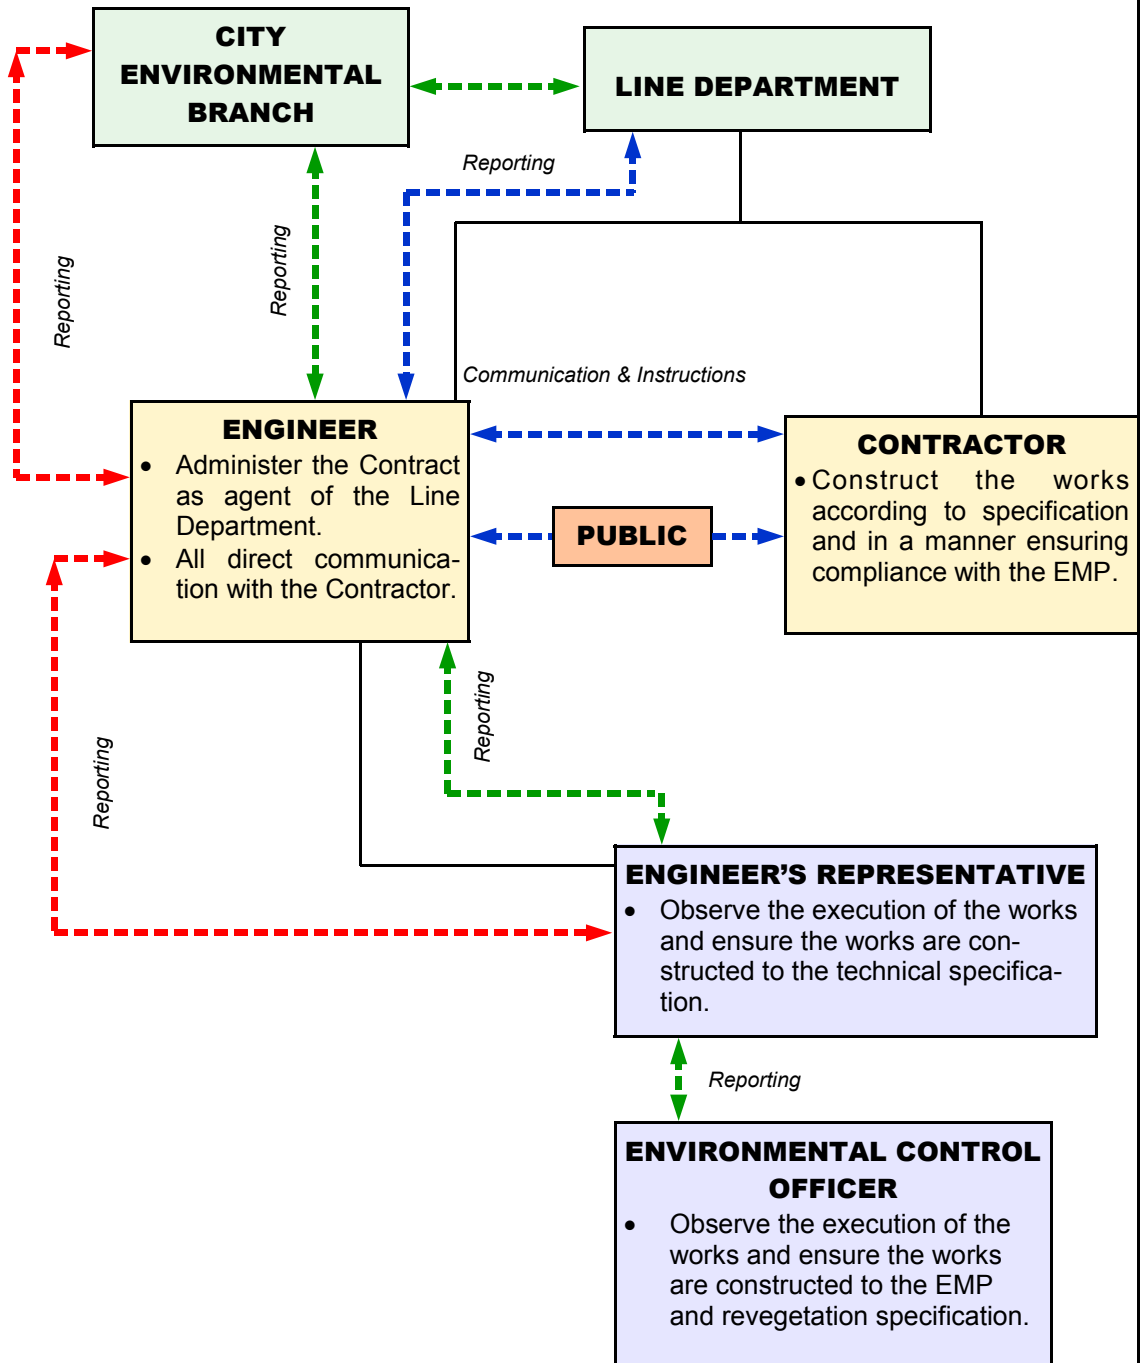 CITY
ENVIRONMENTAL
BRANCH
LINE DEPARTMENT
Reporting
Reporting
Reporting
Communication & Instructions
ENGINEER
• Administer the Contract
as agent of the Line
Department.
• All direct communica-
tion with the Contractor.
PUBLIC
CONTRACTOR
• Construct the works
according to specification
and in a manner ensuring
compliance with the EMP.
Reporting
Reporting
ENGINEER’S REPRESENTATIVE
• Observe the execution of the works
and ensure the works are con-
structed to the technical specifica-
tion.
Reporting
ENVIRONMENTAL CONTROL
OFFICER
• Observe the execution of the
works and ensure the works
are constructed to the EMP
and revegetation specification.